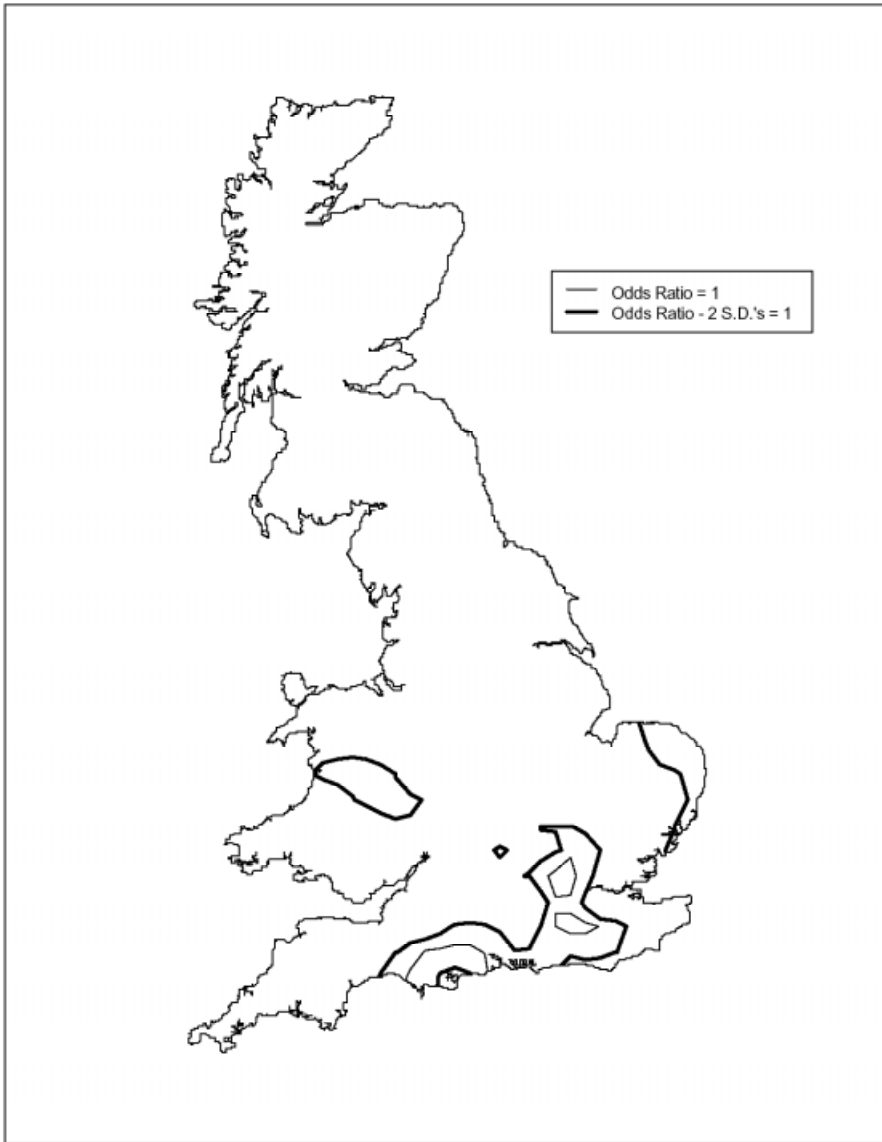 Odds Ratio = 1
Odds Ratio - 2 S.D.'s = 1